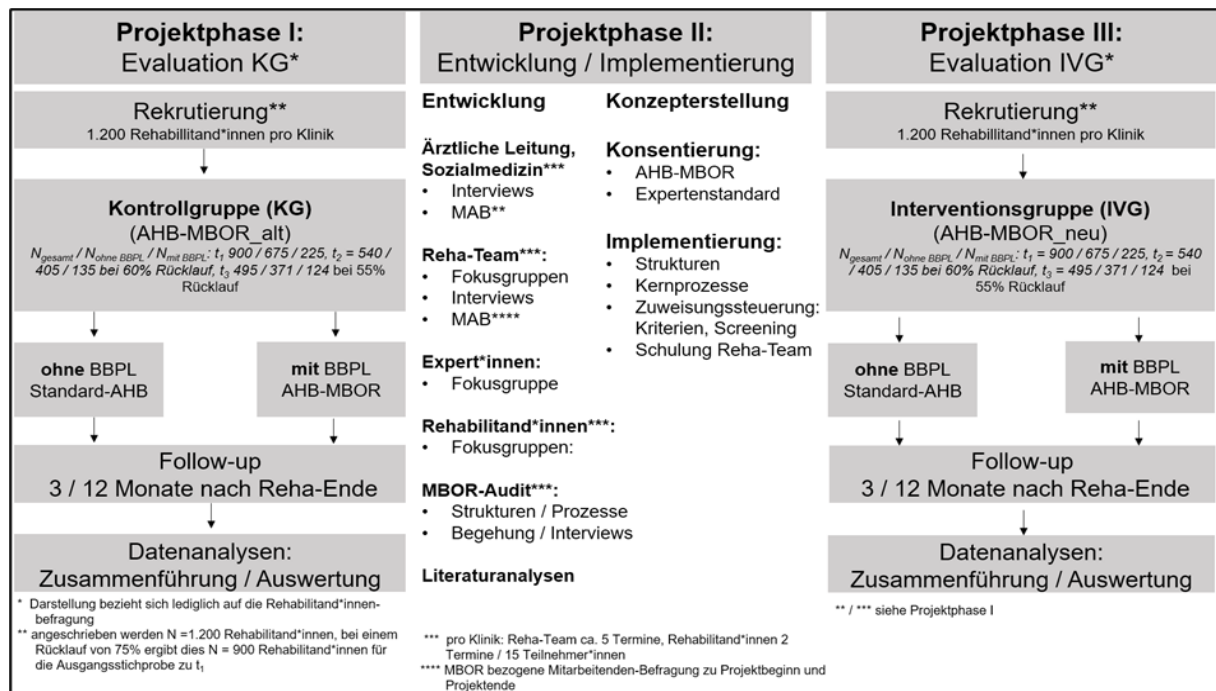 Projektphase I:
Evaluation KG*
Rekrutierung**
1.200 Rehabillitand*innen pro Klinik
Kontrollgruppe (KG)
(AHB-MBOR_alt)
Ngesamt / Nohne BBPL / Nmit BBPL: t1 900 / 675 / 225, t2 = 540 /
405 / 135 bei 60% Rücklauf, t3 495 / 371 / 124 bei 55%
Rücklauf
ohne BBPL
Standard-AHB
mit BBPL
AHB-MBOR
Follow-up
3 / 12 Monate nach Reha-Ende
Datenanalysen:
Zusammenführung / Auswertung
* Darstellung bezieht sich lediglich auf die Rehabilitand*innen-
befragung
** angeschrieben werden N =1.200 Rehabilitand*innen, bei einem
Rücklauf von 75% ergibt dies N = 900 Rehabilitand*innen für
die Ausgangsstichprobe zu t1
Projektphase II:
Entwicklung / Implementierung
Entwicklung
Ärztliche Leitung,
Sozialmedizin***
• Interviews
• MAB**
Reha-Team***:
• Fokusgruppen
• Interviews
• MAB****
Expert*innen:
• Fokusgruppe
Rehabilitand*innen***:
• Fokusgruppen:
MBOR-Audit***:
• Strukturen / Prozesse
• Begehung / Interviews
Literaturanalysen
Konzepterstellung
Konsentierung:
• AHB-MBOR
• Expertenstandard
Implementierung:
• Strukturen
• Kernprozesse
• Zuweisungssteuerung:
Kriterien, Screening
• Schulung Reha-Team
*** pro Klinik: Reha-Team ca. 5 Termine, Rehabilitand*innen 2
Termine / 15 Teilnehmer*innen
**** MBOR bezogene Mitarbeitenden-Befragung zu Projektbeginn und
Projektende
Projektphase III:
Evaluation IVG*
Rekrutierung**
1.200 Rehabilitand*innen pro Klinik
Interventionsgruppe (IVG)
(AHB-MBOR_neu)
Ngesamt / Nohne BBPL / Nmit BBPL: t1 = 900 / 675 / 225, t2 = 540
/ 405 / 135 bei 60% Rücklauf, t3 = 495 / 371 / 124 bei
55% Rücklauf
ohne BBPL
Standard-AHB
mit BBPL
AHB-MBOR
Follow-up
3 / 12 Monate nach Reha-Ende
Datenanalysen:
Zusammenführung / Auswertung
** / *** siehe Projektphase I